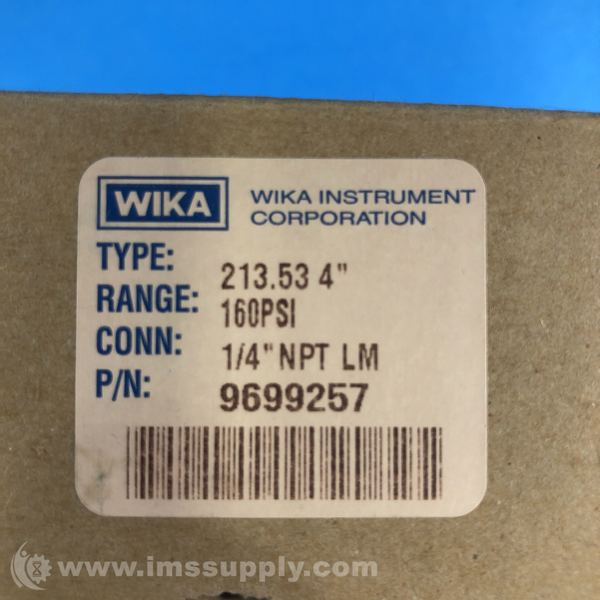 WIKA
WIKA INSTRUMENT
CORPORATION
TYPE: 213.53 4"
RANGE: 160PSI
CONN: 1/4" NPT LM
P/N: 9699257
www.imssupply.com